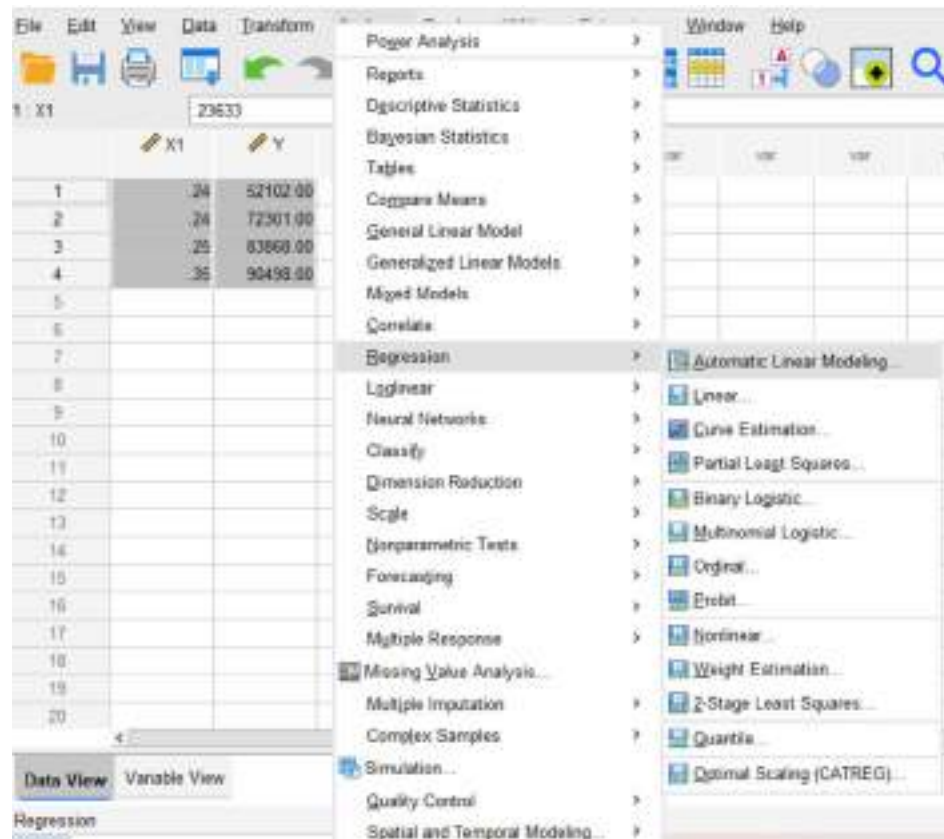 File Edit View Data Transform Window Help
1 : X1 23633
X1 Y var var var
1 .24 52102.00
2 .24 72301.00
3 .25 83868.00
4 .35 90498.00
5
6
7
8
9
10
11
12
13
14
15
16
17
18
19
20
Data View Variable View
Regression
Power Analysis
Reports
Descriptive Statistics
Bayesian Statistics
Tables
Compare Means
General Linear Model
Generalized Linear Models
Mixed Models
Correlate
Regression
Loglinear
Neural Networks
Classify
Dimension Reduction
Scale
Nonparametric Tests
Forecasting
Survival
Multiple Response
Missing Value Analysis...
Multiple Imputation
Complex Samples
Simulation...
Quality Control
Spatial and Temporal Modeling...
Automatic Linear Modeling...
Linear...
Curve Estimation...
Partial Least Squares...
Binary Logistic...
Multinomial Logistic...
Ordinal...
Probit...
Nonlinear...
Weight Estimation...
2-Stage Least Squares...
Quantile...
Optimal Scaling (CATREG)...